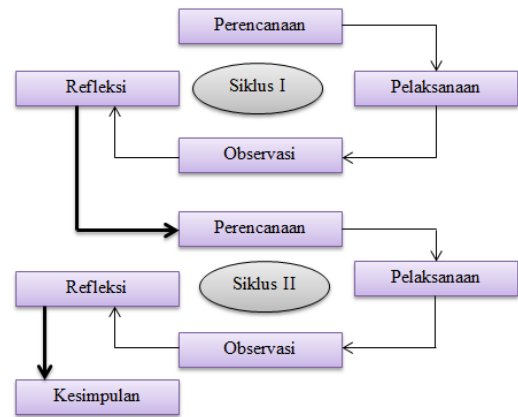 Perencanaan
Refleksi
Siklus I
Pelaksanaan
Observasi
Perencanaan
Refleksi
Siklus II
Pelaksanaan
Observasi
Kesimpulan